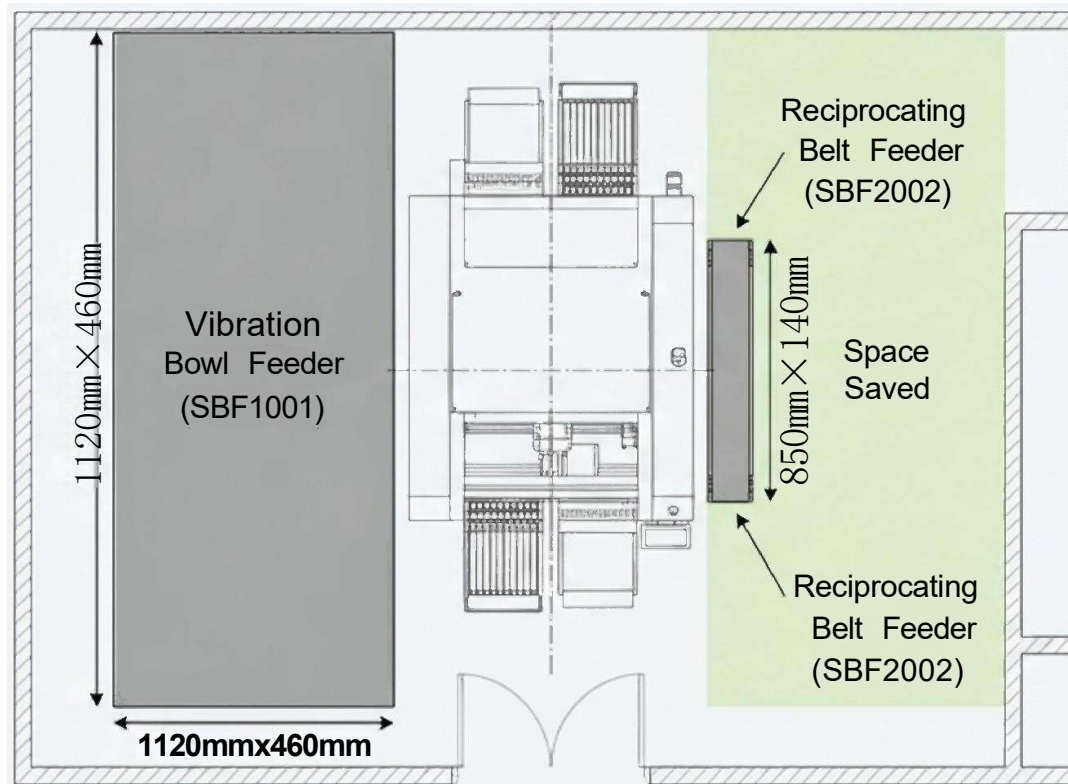 1120mm×460mm
Vibration
Bowl Feeder
(SBF1001)
1120mmx460mm
Reciprocating
Belt Feeder
(SBF2002)
850mm×140mm
Space
Saved
Reciprocating
Belt Feeder
(SBF2002)